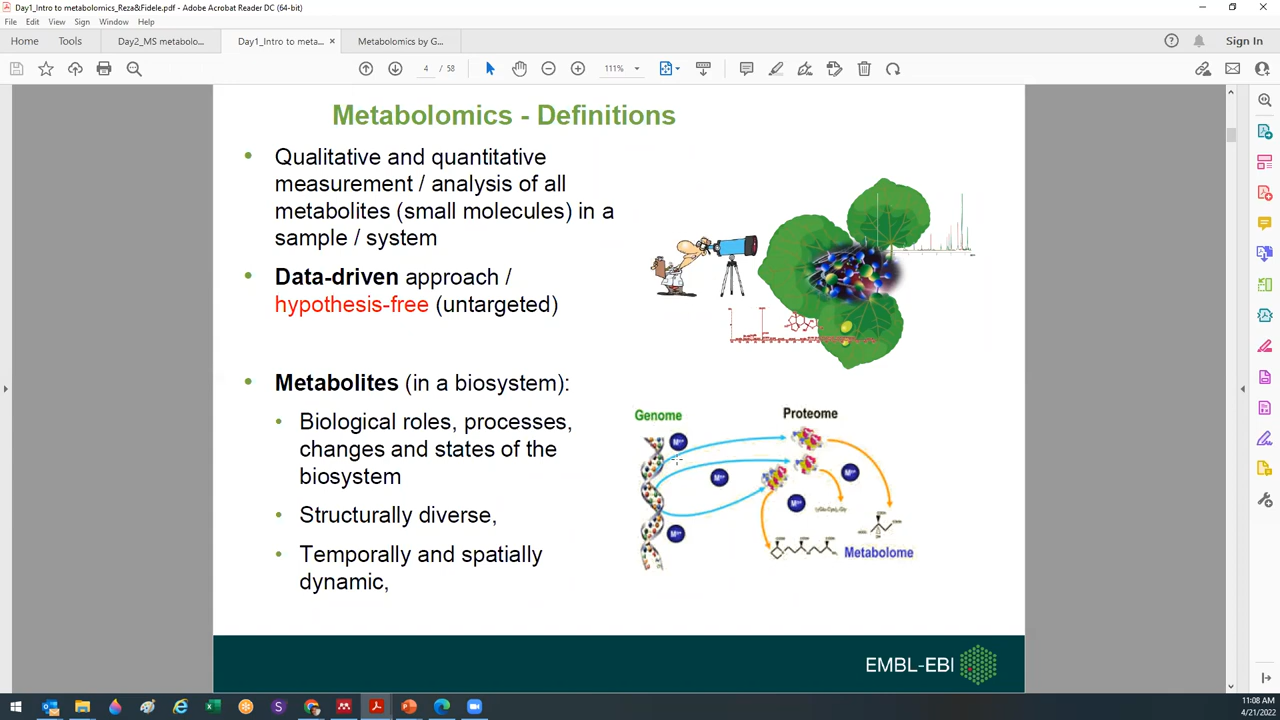 Day1_Intro to metabolomics_Reza&Fidele.pdf - Adobe Acrobat Reader DC (64-bit)
File Edit View Sign Window Help
Home Tools Day2_MS metabolo... Day1_Intro to meta... × Metabolomics by G... Sign In
4 / 58 111%
Metabolomics - Definitions
• Qualitative and quantitative
measurement / analysis of all
metabolites (small molecules) in a
sample / system
• Data-driven approach /
hypothesis-free (untargeted)
• Metabolites (in a biosystem):
• Biological roles, processes,
changes and states of the
biosystem
• Structurally diverse,
• Temporally and spatially
dynamic,
Genome
Proteome
Metabolome
EMBL-EBI
11:08 AM
4/21/2022